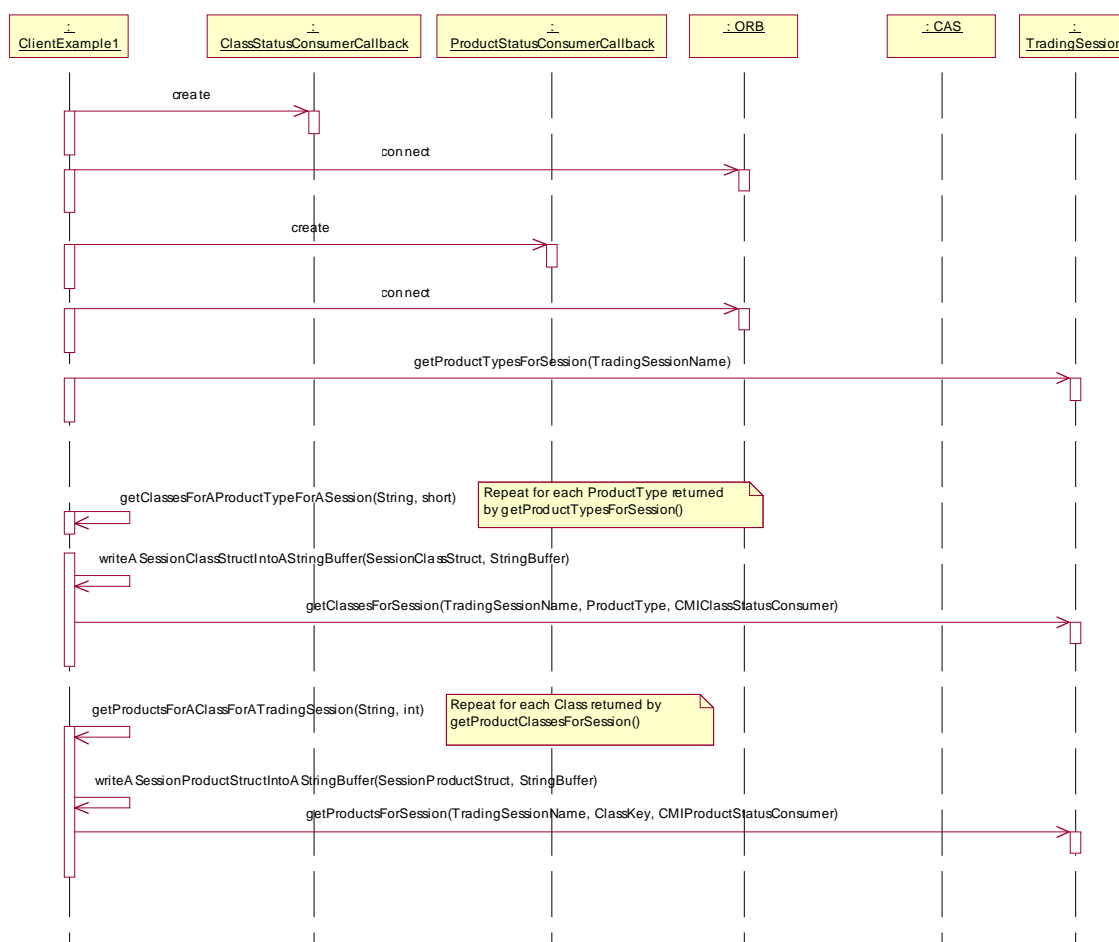 :
ClientExample1
:
ClassStatusConsumerCallback
:
ProductStatusConsumerCallback
: ORB
: CAS
:
TradingSession
create
connect
create
connect
getProductTypesForSession(TradingSessionName)
getClassesForAProductTypeForASession(String, short)
Repeat for each ProductType returned
by getProductTypesForSession()
writeASessionClassStructIntoAStringBuffer(SessionClassStruct, StringBuffer)
getClassesForSession(TradingSessionName, ProductType, CMIClassStatusConsumer)
getProductsForAClassForATradingSession(String, int)
Repeat for each Class returned by
getProductClassesForSession()
writeASessionProductStructIntoAStringBuffer(SessionProductStruct, StringBuffer)
getProductsForSession(TradingSessionName, ClassKey, CMIProductStatusConsumer)